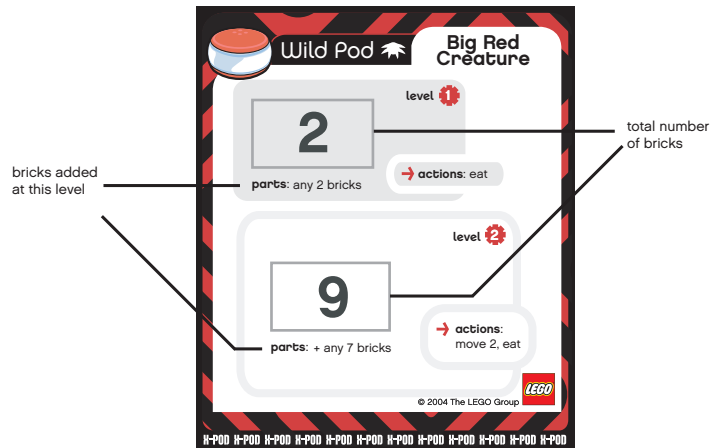 Wild Pod
Big Red
Creature
level 1
2
total number
of bricks
bricks added
at this level
parts: any 2 bricks
→ actions: eat
level 2
9
parts: + any 7 bricks
→ actions:
move 2, eat
LEGO
© 2004 The LEGO Group
X-POD X-POD X-POD X-POD X-POD X-POD X-POD X-POD X-POD X-POD X-POD X-POD